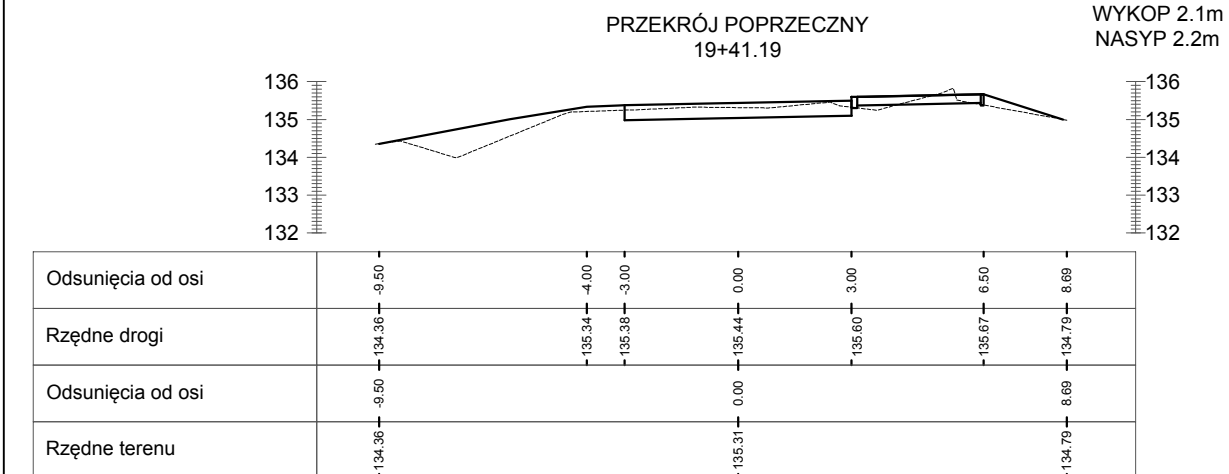 WYKOP 2.1m
NASYP 2.2m
PRZEKRÓJ POPRZECZNY
19+41.19
136 136
135 135
134 134
133 133
132 132
Odsunięcia od osi -9.50 -4.00 -3.00 0.00 3.00 6.50 8.69
Rzędne drogi 134.36 135.34 135.38 135.44 135.60 135.67 134.79
Odsunięcia od osi -9.50 0.00 8.69
Rzędne terenu 134.36 135.31 134.79